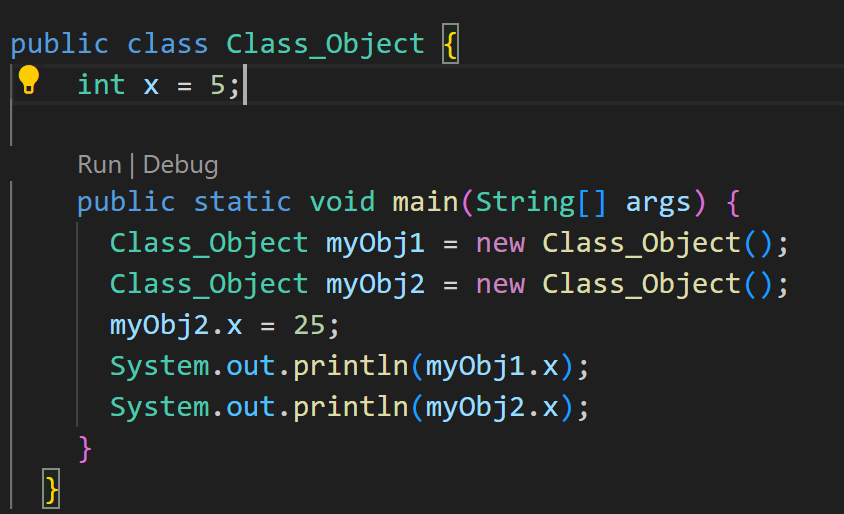 public class Class_Object {
int x = 5;
Run | Debug
public static void main(String[] args) {
Class_Object myObj1 = new Class_Object();
Class_Object myObj2 = new Class_Object();
myObj2.x = 25;
System.out.println(myObj1.x);
System.out.println(myObj2.x);
}
}